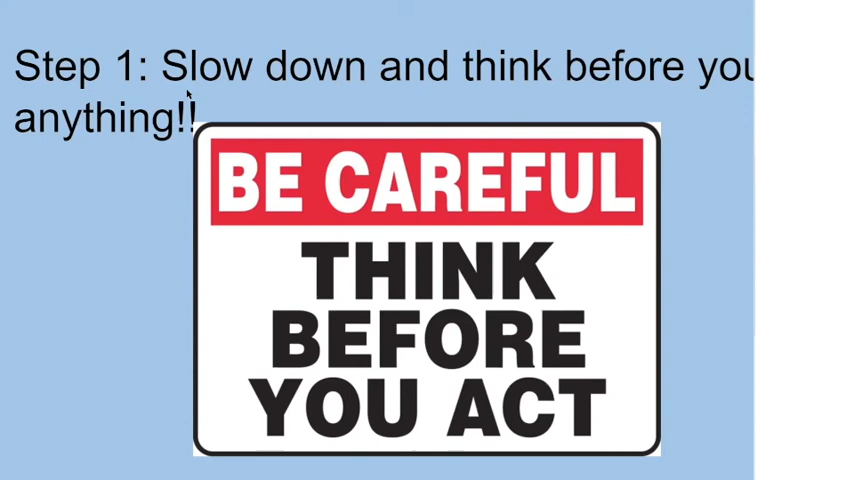 Step 1: Slow down and think before you
anything!!
BE CAREFUL
THINK
BEFORE
YOU ACT